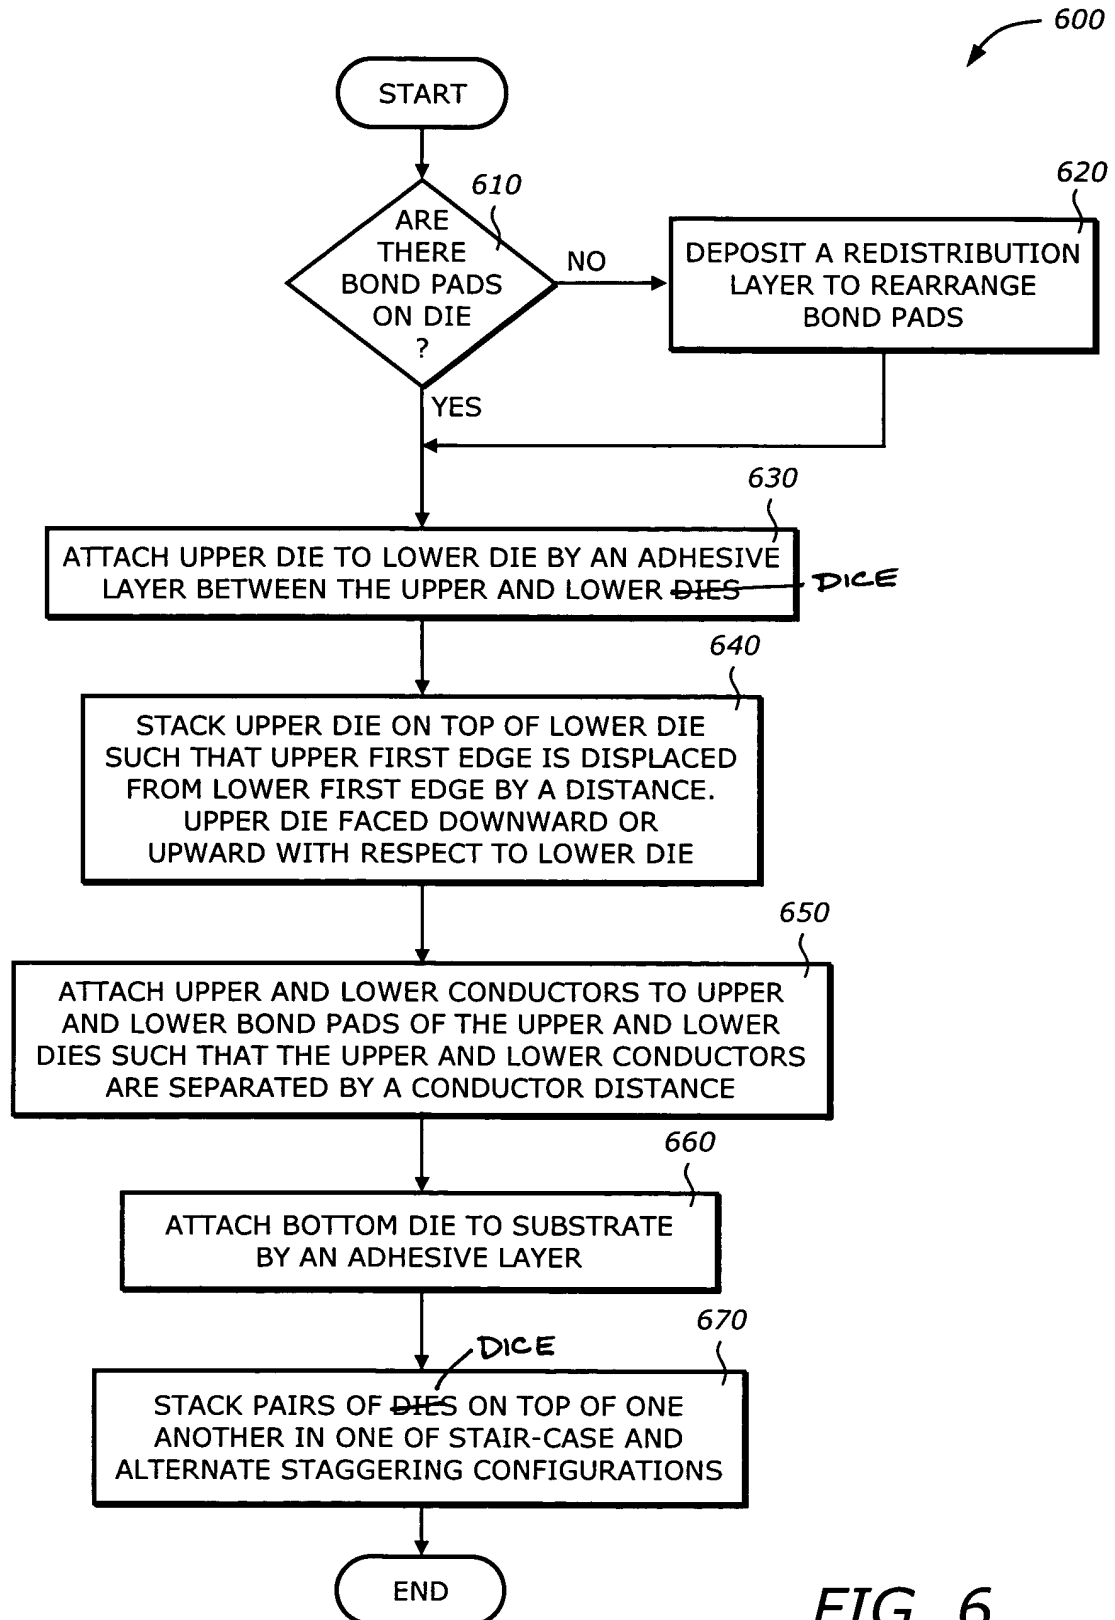 600
START
610
ARE
THERE
BOND PADS
ON DIE
?
NO
620
DEPOSIT A REDISTRIBUTION
LAYER TO REARRANGE
BOND PADS
YES
630
ATTACH UPPER DIE TO LOWER DIE BY AN ADHESIVE
LAYER BETWEEN THE UPPER AND LOWER DIES DICE
640
STACK UPPER DIE ON TOP OF LOWER DIE
SUCH THAT UPPER FIRST EDGE IS DISPLACED
FROM LOWER FIRST EDGE BY A DISTANCE.
UPPER DIE FACED DOWNWARD OR
UPWARD WITH RESPECT TO LOWER DIE
650
ATTACH UPPER AND LOWER CONDUCTORS TO UPPER
AND LOWER BOND PADS OF THE UPPER AND LOWER
DIES SUCH THAT THE UPPER AND LOWER CONDUCTORS
ARE SEPARATED BY A CONDUCTOR DISTANCE
660
ATTACH BOTTOM DIE TO SUBSTRATE
BY AN ADHESIVE LAYER
670
DICE
STACK PAIRS OF DIES ON TOP OF ONE
ANOTHER IN ONE OF STAIR-CASE AND
ALTERNATE STAGGERING CONFIGURATIONS
END
FIG. 6